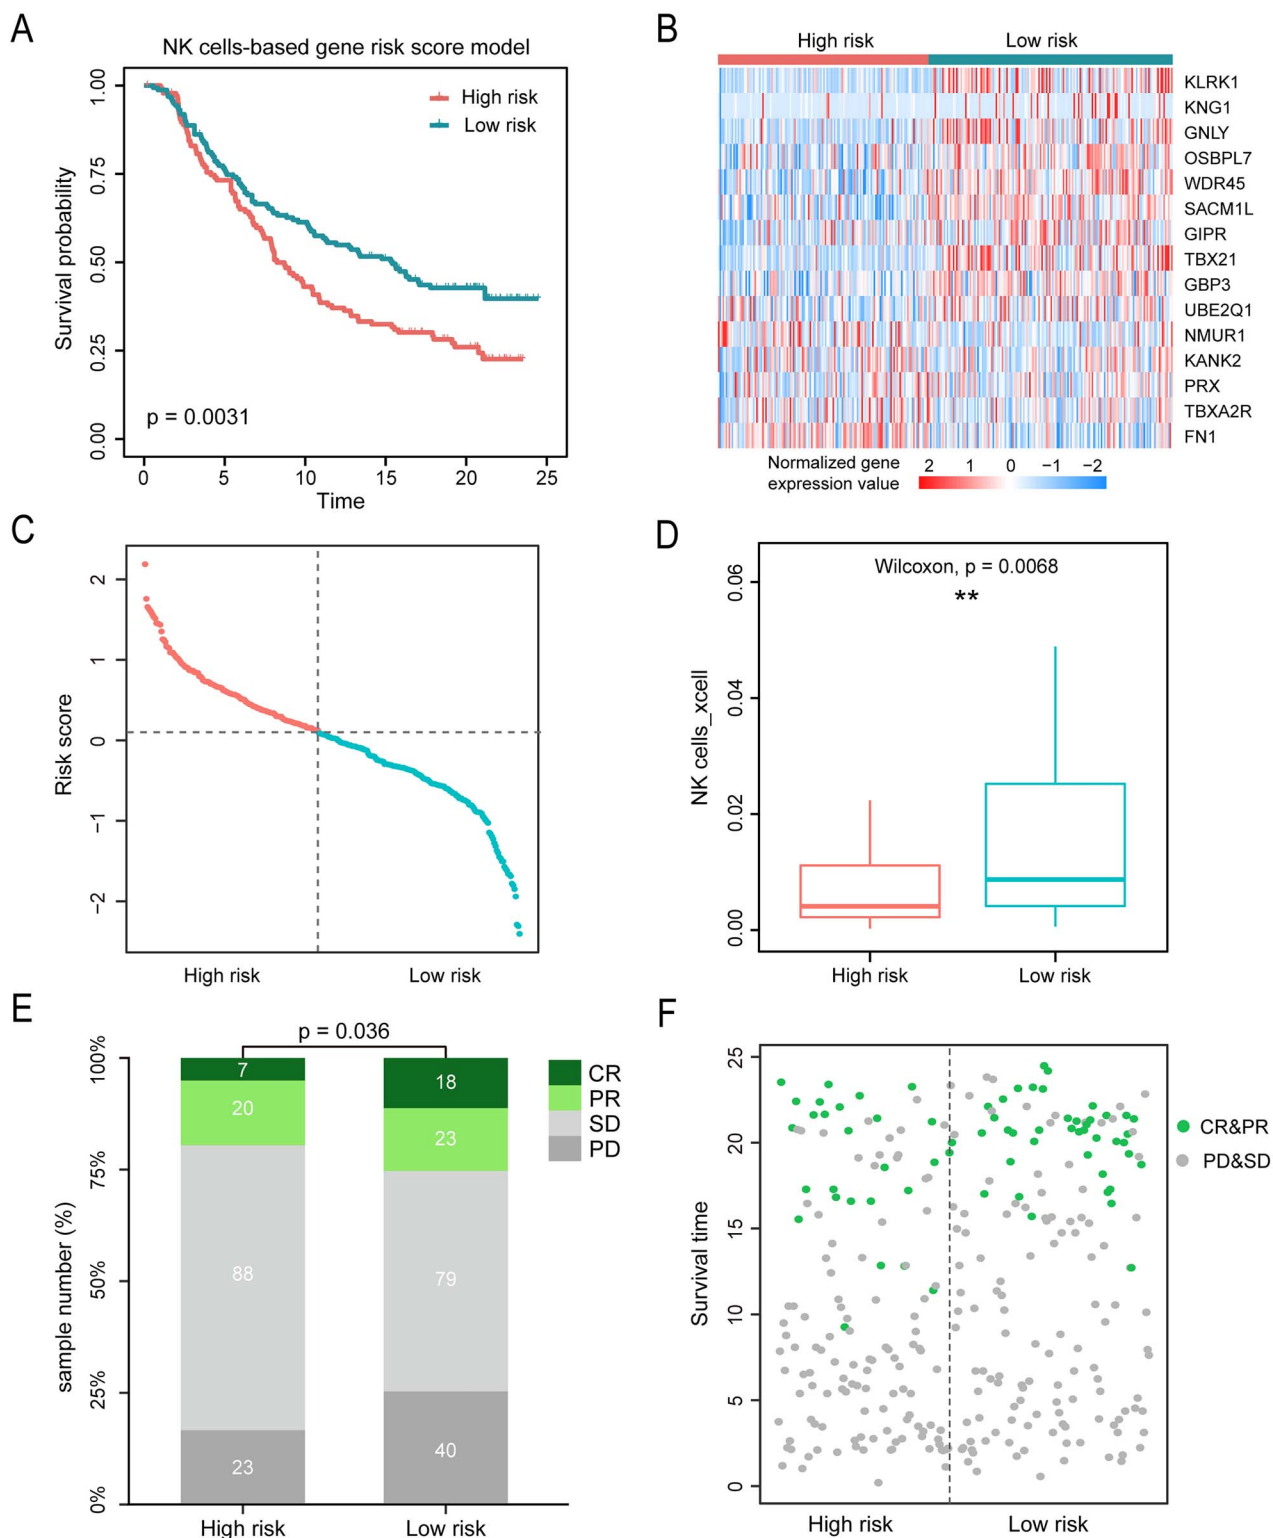 A
NK cells-based gene risk score model
High risk
Low risk
Survival probability
1.00
0.75
0.50
0.25
0.00
p = 0.0031
0 5 10 15 20 25
Time
B
High risk Low risk
KLRK1
KNG1
GNLY
OSBPL7
WDR45
SACM1L
GIPR
TBX21
GBP3
UBE2Q1
NMUR1
KANK2
PRX
TBXA2R
FN1
Normalized gene
expression value
2 1 0 −1 −2
C
Risk score
2
1
0
−1
−2
High risk Low risk
D
Wilcoxon, p = 0.0068
**
NK cells_xcell
0.06
0.04
0.02
0.00
High risk Low risk
E
p = 0.036
sample number (%)
100%
75%
50%
25%
0%
7
20
88
23
18
23
79
40
CR
PR
SD
PD
High risk Low risk
F
Survival time
25
20
15
10
5
0
CR&PR
PD&SD
High risk Low risk